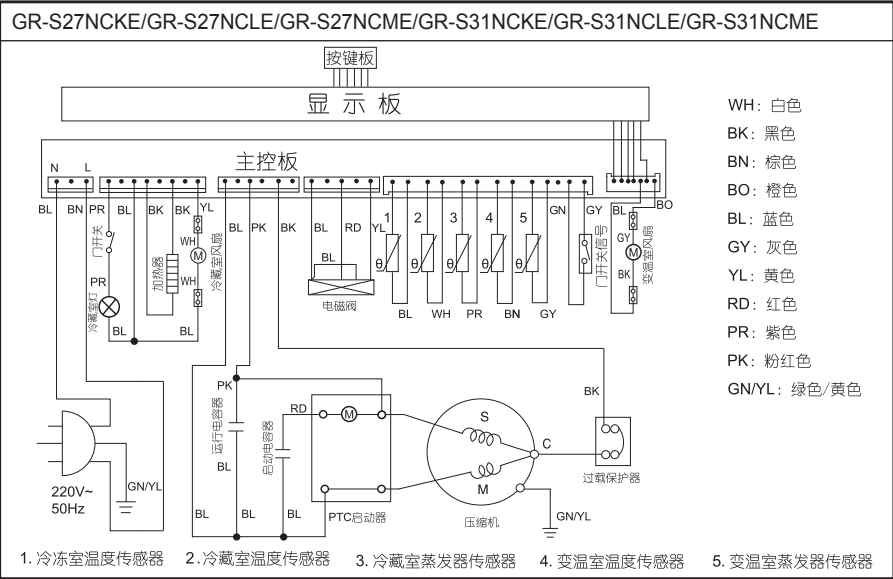 GR-S27NCKE/GR-S27NCLE/GR-S27NCME/GR-S31NCKE/GR-S31NCLE/GR-S31NCME
按键板
显示板
主控板
N L
BL BN PR BL BK BK YL
BL PK BK
BL RD YL
1 2 3 4 5
GN GY BL BO
门开关
WH
M
WH
加热器
冷藏室风扇
PR
冷藏室灯
BL BL
BL
电磁阀
θ θ θ θ θ
BL WH PR BN GY
门开关信号
GY
M
BK
变温室风扇
WH: 白色
BK: 黑色
BN: 棕色
BO: 橙色
BL: 蓝色
GY: 灰色
YL: 黄色
RD: 红色
PR: 紫色
PK: 粉红色
GN/YL: 绿色/黄色
PK
运行电容器
BL
RD
启动电容器
M
S
M
C
BK
过载保护器
220V~
50Hz
GN/YL
BL BL BL
PTC启动器
压缩机
GN/YL
1. 冷冻室温度传感器 2. 冷藏室温度传感器 3. 冷藏室蒸发器传感器 4. 变温室温度传感器 5. 变温室蒸发器传感器